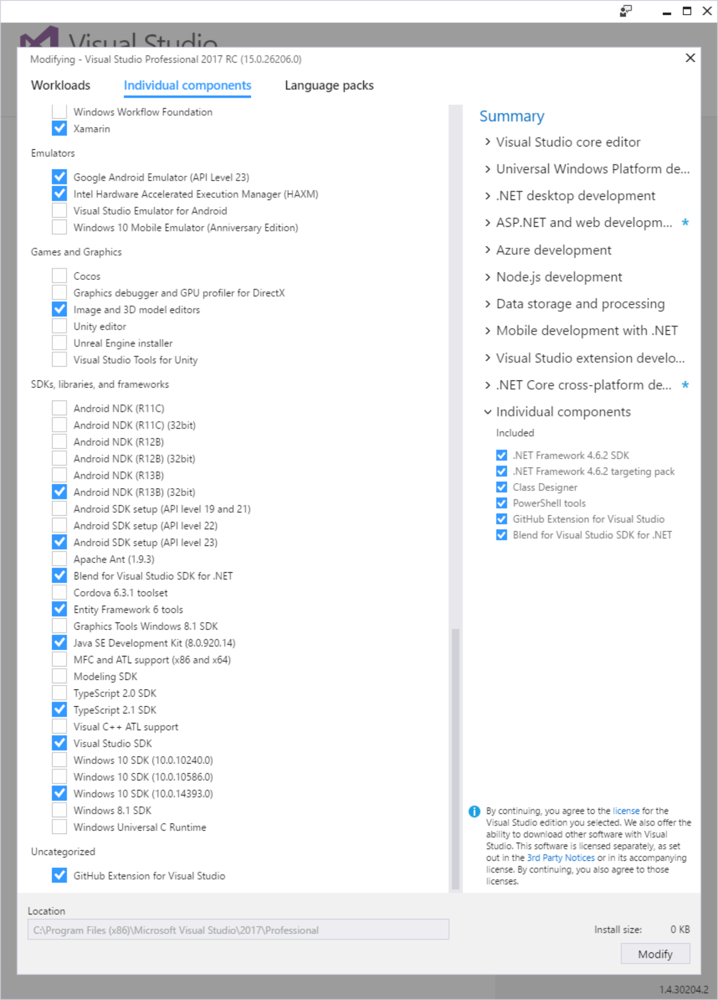 Visual Studio
Modifying - Visual Studio Professional 2017 RC (15.0.26206.0)
Workloads
Individual components
Language packs
Windows Workflow Foundation
Xamarin
Emulators
Google Android Emulator (API Level 23)
Intel Hardware Accelerated Execution Manager (HAXM)
Visual Studio Emulator for Android
Windows 10 Mobile Emulator (Anniversary Edition)
Games and Graphics
Cocos
Graphics debugger and GPU profiler for DirectX
Image and 3D model editors
Unity editor
Unreal Engine installer
Visual Studio Tools for Unity
SDKs, libraries, and frameworks
Android NDK (R11C)
Android NDK (R11C) (32bit)
Android NDK (R12B)
Android NDK (R12B) (32bit)
Android NDK (R13B)
Android NDK (R13B) (32bit)
Android SDK setup (API level 19 and 21)
Android SDK setup (API level 22)
Android SDK setup (API level 23)
Apache Ant (1.9.3)
Blend for Visual Studio SDK for .NET
Cordova 6.3.1 toolset
Entity Framework 6 tools
Graphics Tools Windows 8.1 SDK
Java SE Development Kit (8.0.920.14)
MFC and ATL support (x86 and x64)
Modeling SDK
TypeScript 2.0 SDK
TypeScript 2.1 SDK
Visual C++ ATL support
Visual Studio SDK
Windows 10 SDK (10.0.10240.0)
Windows 10 SDK (10.0.10586.0)
Windows 10 SDK (10.0.14393.0)
Windows 8.1 SDK
Windows Universal C Runtime
Uncategorized
GitHub Extension for Visual Studio
Summary
Visual Studio core editor
Universal Windows Platform de...
.NET desktop development
ASP.NET and web developm... *
Azure development
Node.js development
Data storage and processing
Mobile development with .NET
Visual Studio extension develo...
.NET Core cross-platform de... *
Individual components
Included
.NET Framework 4.6.2 SDK
.NET Framework 4.6.2 targeting pack
Class Designer
PowerShell tools
GitHub Extension for Visual Studio
Blend for Visual Studio SDK for .NET
By continuing, you agree to the license for the
Visual Studio edition you selected. We also offer the
ability to download other software with Visual
Studio. This software is licensed separately, as set
out in the 3rd Party Notices or in its accompanying
license. By continuing, you also agree to those
licenses.
Location
C:\Program Files (x86)\Microsoft Visual Studio\2017\Professional
Install size: 0 KB
Modify
1.4.30204.2